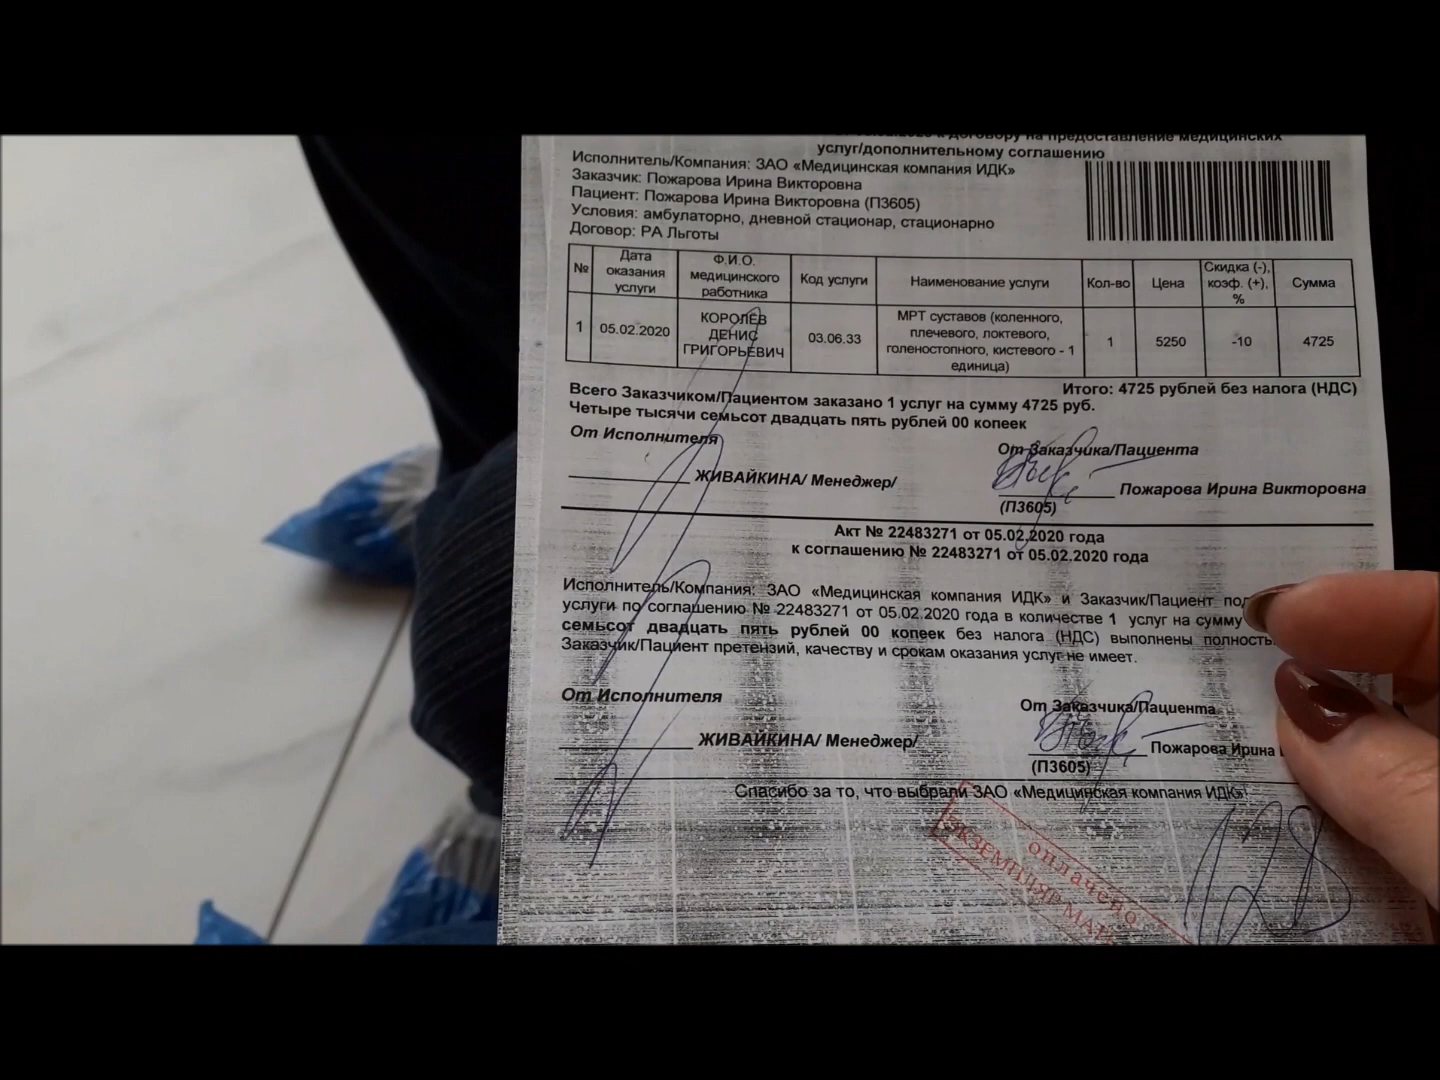 к договору на предоставление медицинских
услуг/дополнительному соглашению
Исполнитель/Компания: ЗАО «Медицинская компания ИДК»
Заказчик: Пожарова Ирина Викторовна
Пациент: Пожарова Ирина Викторовна (П3605)
Условия: амбулаторно, дневной стационар, стационарно
Договор: РА Льготы
№ Дата оказания услуги Ф.И.О. медицинского работника Код услуги Наименование услуги Кол-во Цена Скидка (-), коэф. (+), % Сумма
1 05.02.2020 КОРОЛЕВ ДЕНИС ГРИГОРЬЕВИЧ 03.06.33 МРТ суставов (коленного, плечевого, локтевого, голеностопного, кистевого - 1 единица) 1 5250 -10 4725
Итого: 4725 рублей без налога (НДС)
Всего Заказчиком/Пациентом заказано 1 услуг на сумму 4725 руб.
Четыре тысячи семьсот двадцать пять рублей 00 копеек
От Исполнителя От Заказчика/Пациента
ЖИВАЙКИНА/ Менеджер/ Пожарова Ирина Викторовна
(П3605)
Акт № 22483271 от 05.02.2020 года
к соглашению № 22483271 от 05.02.2020 года
Исполнитель/Компания: ЗАО «Медицинская компания ИДК» и Заказчик/Пациент
услуги по соглашению № 22483271 от 05.02.2020 года в количестве 1 услуг на сумму
семьсот двадцать пять рублей 00 копеек без налога (НДС) выполнены
Заказчик/Пациент претензий, качеству и срокам оказания услуг не имеет.
От Исполнителя От Заказчика/Пациента
ЖИВАЙКИНА/ Менеджер/ Пожарова Ирина
(П3605)
Спасибо за то, что выбрали ЗАО «Медицинская компания ИДК»
оплачено
ЭКЗЕМПЛЯР